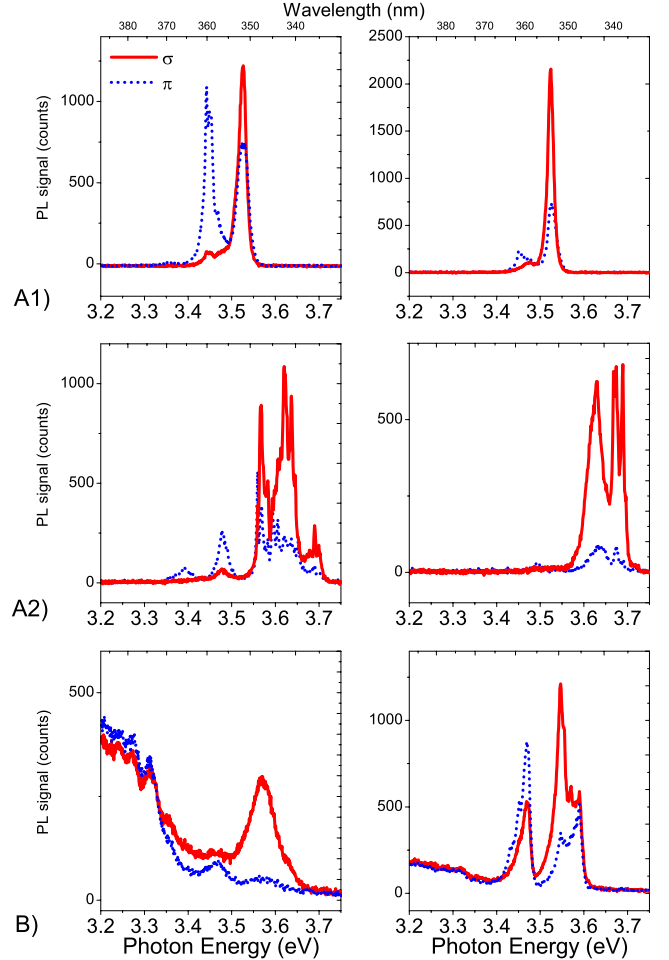 Wavelength (nm)
380 370 360 350 340
380 370 360 350 340
σ
π
PL signal (counts)
1000
500
0
2500
2000
1500
1000
500
0
A1)
3.2 3.3 3.4 3.5 3.6 3.7
3.2 3.3 3.4 3.5 3.6 3.7
PL signal (counts)
1000
500
0
500
0
A2)
3.2 3.3 3.4 3.5 3.6 3.7
3.2 3.3 3.4 3.5 3.6 3.7
PL signal (counts)
500
0
1000
500
0
B)
3.2 3.3 3.4 3.5 3.6 3.7
3.2 3.3 3.4 3.5 3.6 3.7
Photon Energy (eV)
Photon Energy (eV)